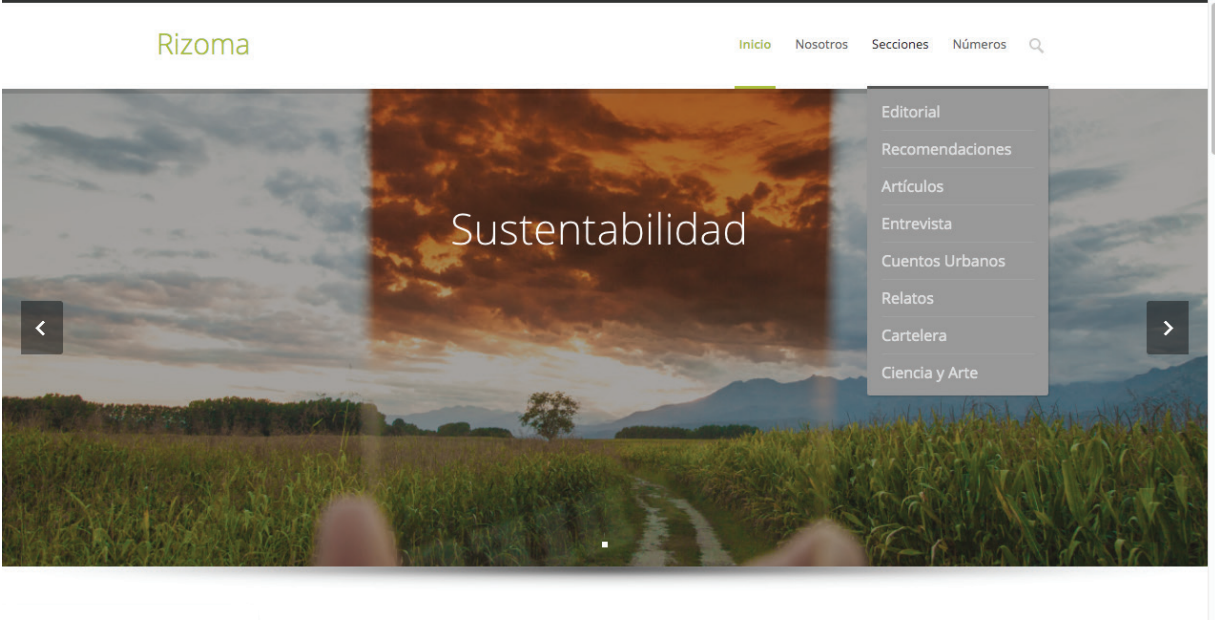 Rizoma
Inicio Nosotros Secciones Números
Editorial
Recomendaciones
Artículos
Sustentabilidad
Entrevista
Cuentos Urbanos
Relatos
Cartelera
Ciencia y Arte